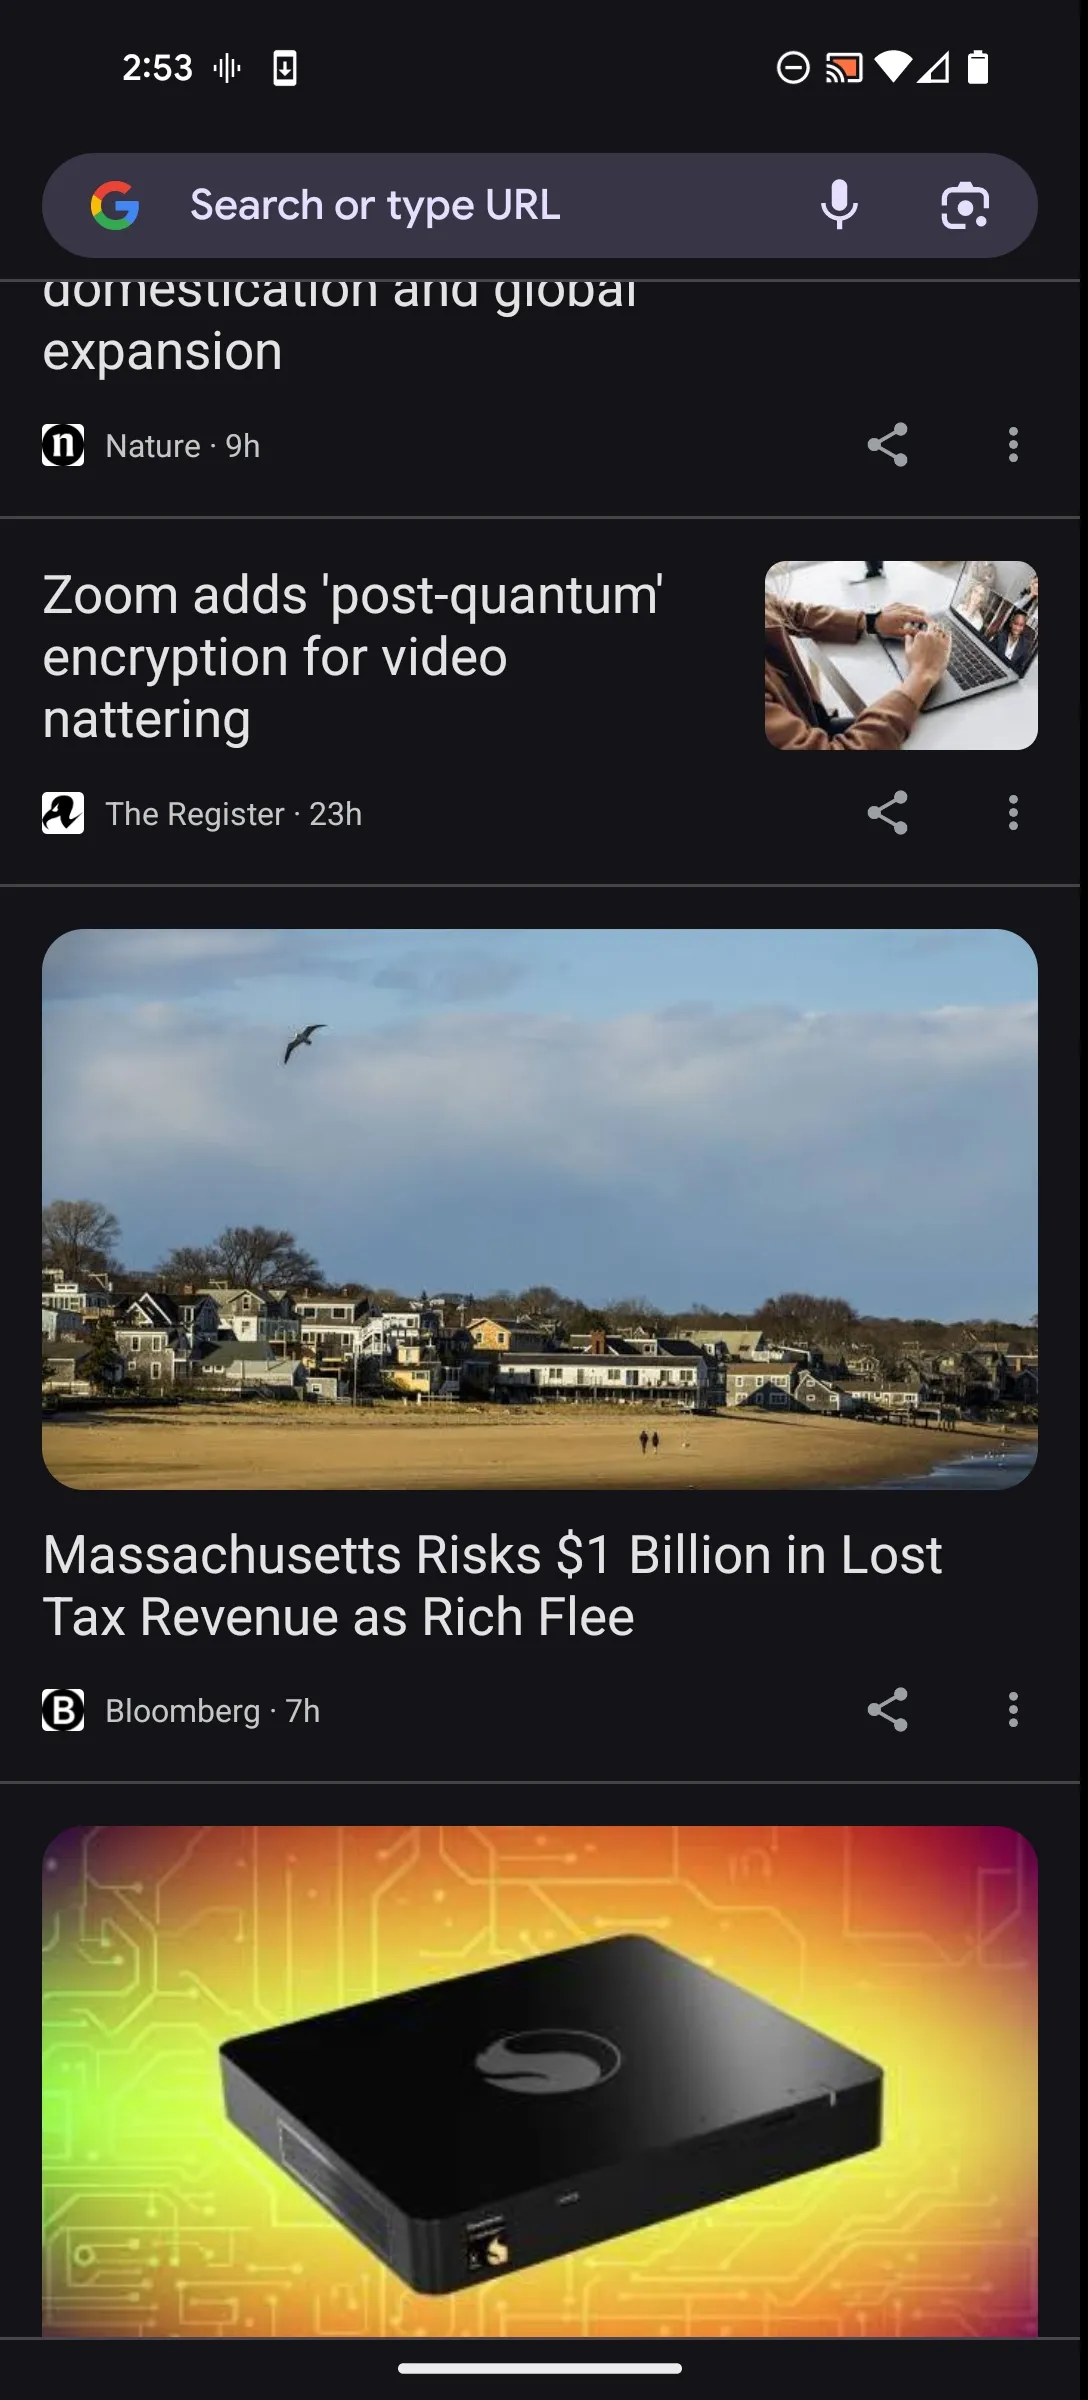 2:53
Search or type URL
domestication and global
expansion
n
Nature · 9h
Zoom adds 'post-quantum'
encryption for video
nattering
The Register · 23h
Massachusetts Risks $1 Billion in Lost
Tax Revenue as Rich Flee
B
Bloomberg · 7h